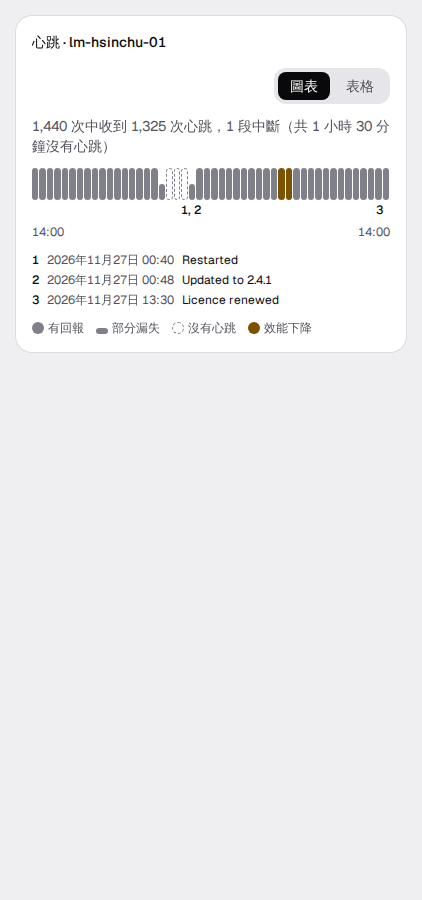 心跳 · lm-hsinchu-01
圖表 表格
1,440 次中收到 1,325 次心跳，1 段中斷（共 1 小時 30 分
鐘沒有心跳）
1, 2 3
14:00 14:00
1 2026年11月27日 00:40 Restarted
2 2026年11月27日 00:48 Updated to 2.4.1
3 2026年11月27日 13:30 Licence renewed
有回報 部分漏失 沒有心跳 效能下降